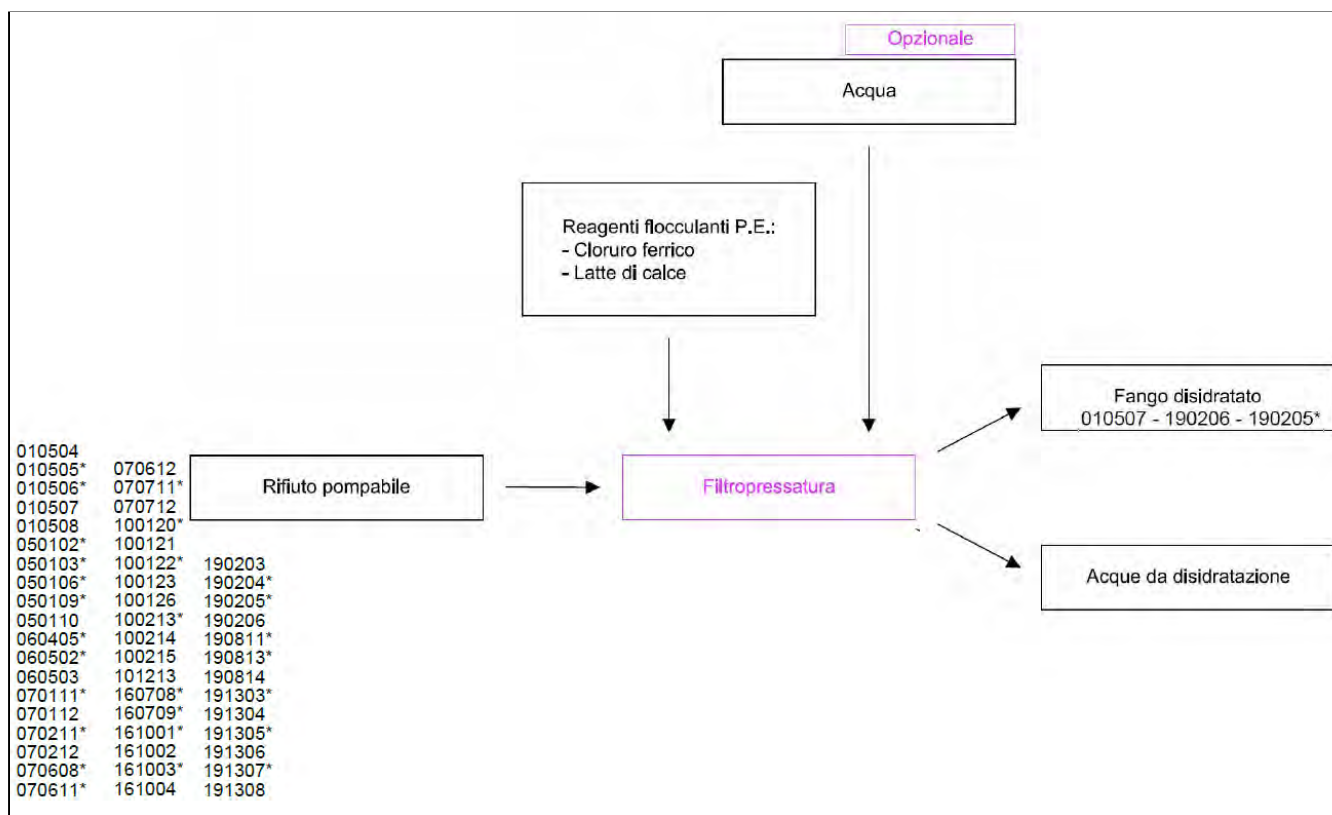 Opzionale
Acqua
Reagenti flocculanti P.E.:
- Cloruro ferrico
- Latte di calce
Fango disidratato
010507 - 190206 - 190205*
Rifiuto pompabile
Filtropressatura
Acque da disidratazione
010504
010505* 070612
010506* 070711*
010507 070712
010508 100120*
050102* 100121
050103* 100122* 190203
050106* 100123 190204*
050109* 100126 190205*
050110 100213* 190206
060405* 100214 190811*
060502* 100215 190813*
060503 101213 190814
070111* 160708* 191303*
070112 160709* 191304
070211* 161001* 191305*
070212 161002 191306
070608* 161003* 191307*
070611* 161004 191308